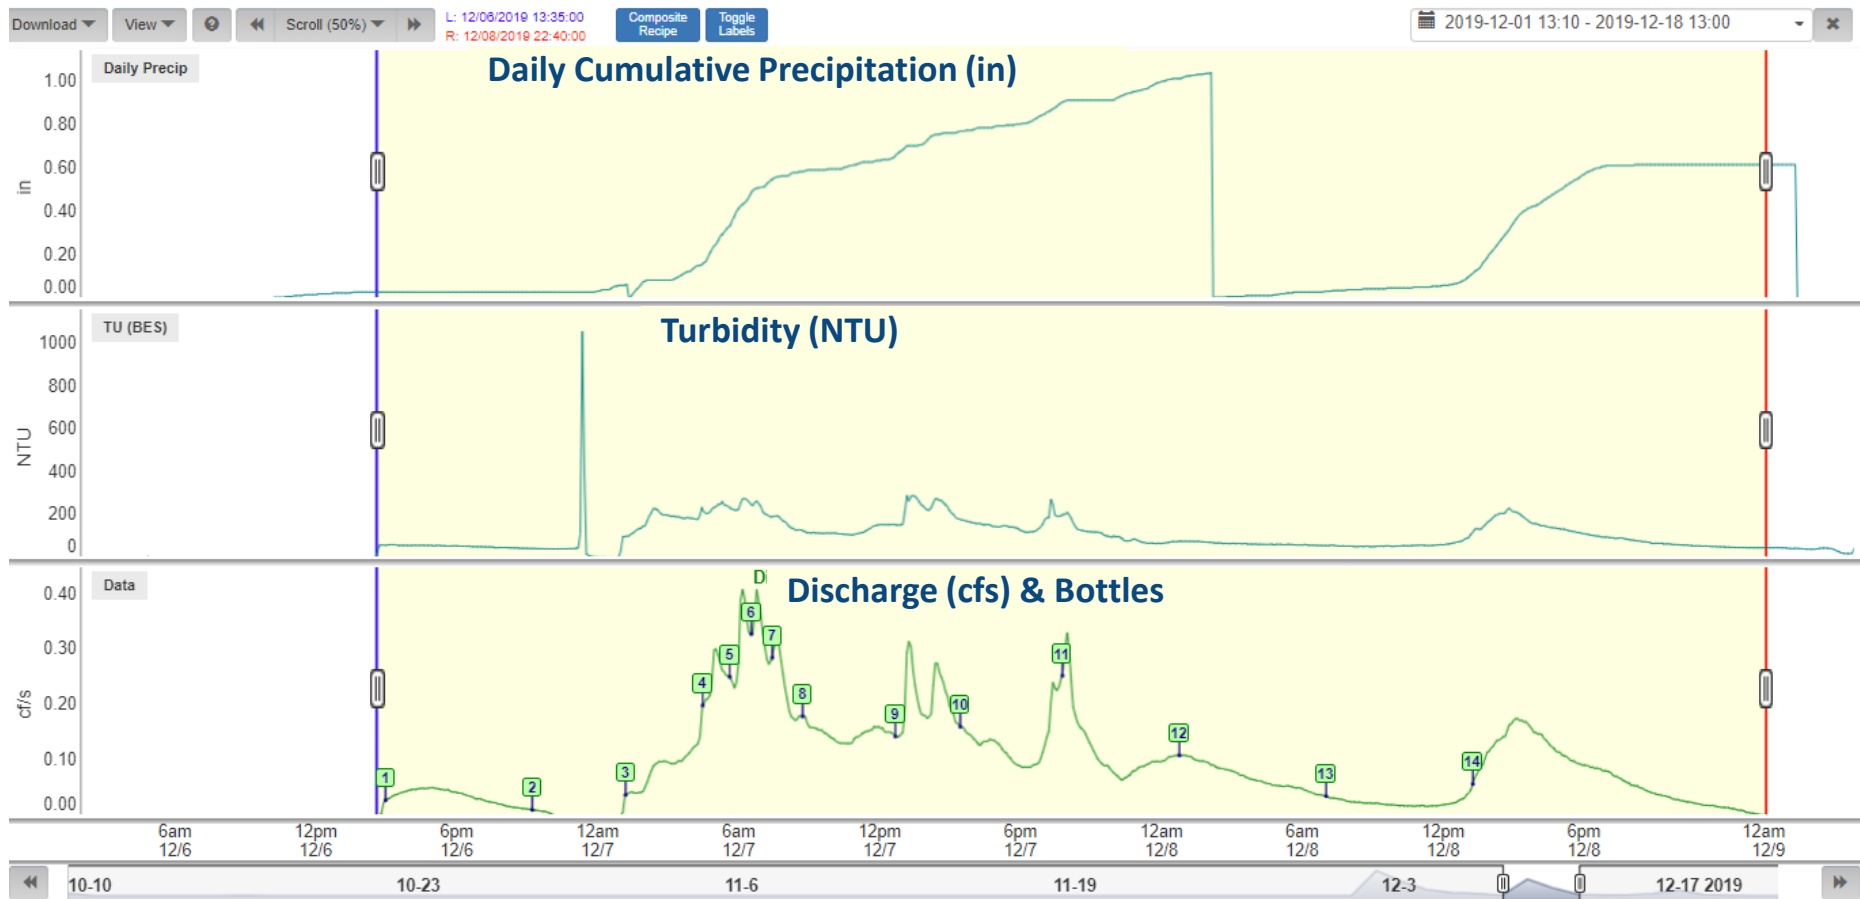 Download View ? Scroll (50%) L: 12/06/2019 13:35:00 Composite Toggle 2019-12-01 13:10 - 2019-12-18 13:00
R: 12/08/2019 22:40:00 Recipe Labels
Daily Precip Daily Cumulative Precipitation (in)
1.00
0.80
0.60
in
0.40
0.20
0.00
TU (BES) Turbidity (NTU)
1000
800
600
NTU
400
200
0
Data Discharge (cfs) & Bottles
0.40
0.30
cf/s
0.20
0.10
0.00
1
2
3
4
5
6
7
8
9
10
11
12
13
14
6am 12pm 6pm 12am 6am 12pm 6pm 12am 6am 12pm 6pm 12am
12/6 12/6 12/6 12/7 12/7 12/7 12/7 12/8 12/8 12/8 12/8 12/9
10-10 10-23 11-6 11-19 12-3 12-17 2019